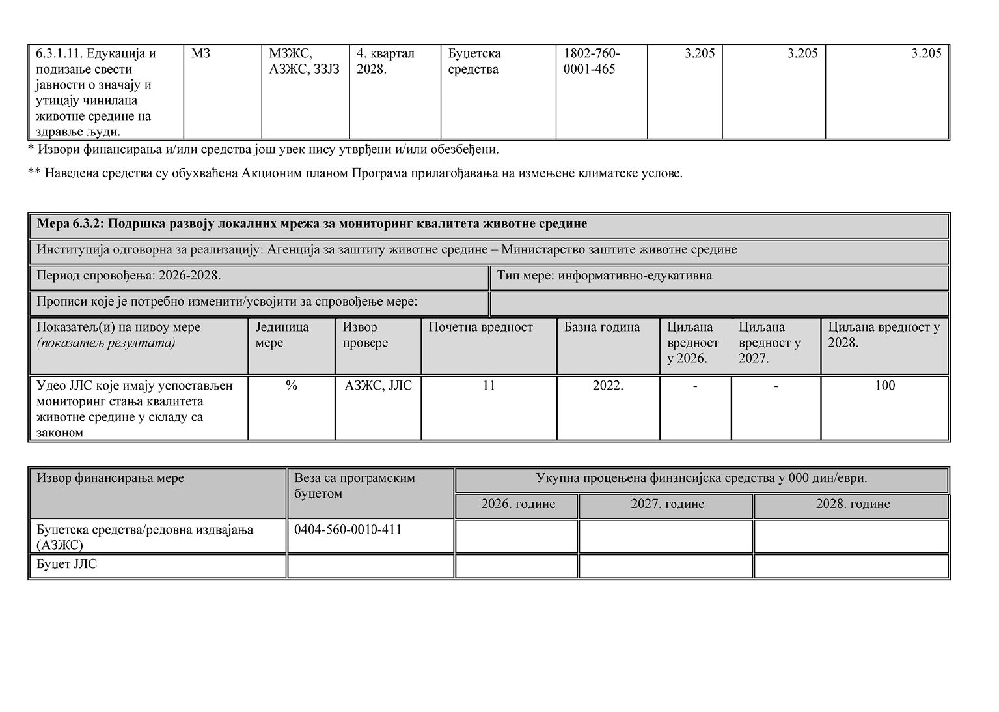 6.3.1.11. Едукација и подизање свести јавности о значају и утицају чинилаца животне средине на здравље људи. МЗ МЗЖС, АЗЖС, ЗЗЈЗ 4. квартал 2028. Буџетска средства 1802-760-0001-465 3.205 3.205 3.205
* Извори финансирања и/или средства још увек нису утврђени и/или обезбеђени.
** Наведена средства су обухваћена Акционим планом Програма прилагођавања на измењене климатске услове.
Мера 6.3.2: Подршка развоју локалних мрежа за мониторинг квалитета животне средине
Институција одговорна за реализацију: Агенција за заштиту животне средине – Министарство заштите животне средине
Период спровођења: 2026-2028. Тип мере: информативно-едукативна
Прописи које је потребно изменити/усвојити за спровођење мере:
Показатељ(и) на нивоу мере (показатељ резултата) Јединица мере Извор провере Почетна вредност Базна година Циљана вредност у 2026. Циљана вредност у 2027. Циљана вредност у 2028.
Удео ЈЛС које имају успостављен мониторинг стања квалитета животне средине у складу са законом % АЗЖС, ЈЛС 11 2022. - - 100
Извор финансирања мере Веза са програмским буџетом Укупна процењена финансијска средства у 000 дин/еври.
2026. године 2027. године 2028. године
Буџетска средства/редовна издвајања (АЗЖС) 0404-560-0010-411
Буџет ЈЛС